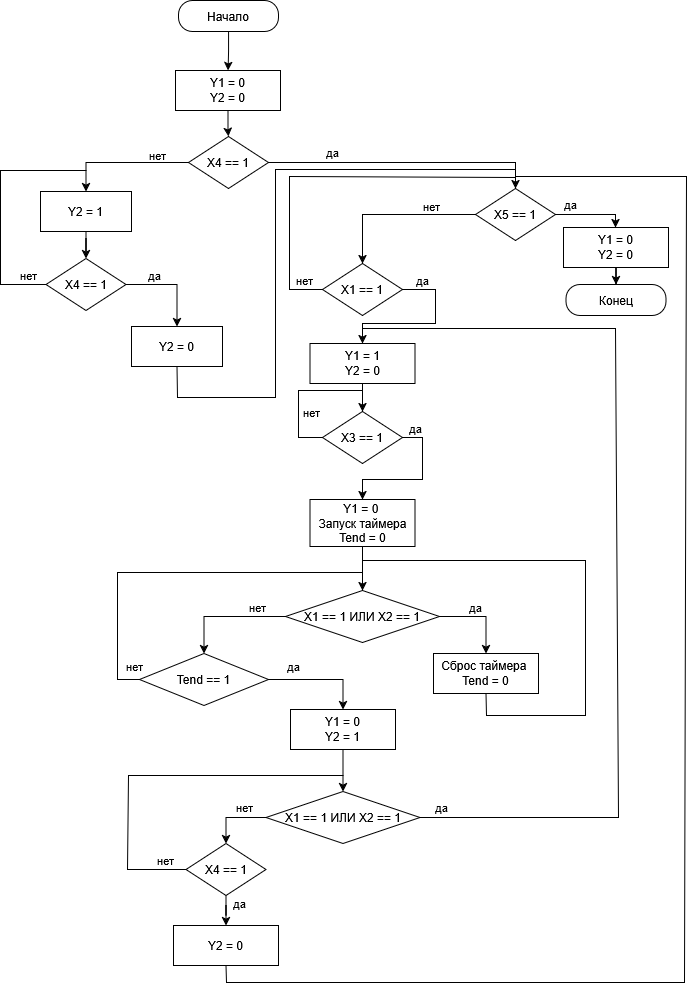 Начало
Y1 = 0
Y2 = 0
X4 == 1
нет
да
Y2 = 1
X4 == 1
нет
да
Y2 = 0
X5 == 1
нет
да
Y1 = 0
Y2 = 0
Конец
X1 == 1
нет
да
Y1 = 1
Y2 = 0
X3 == 1
нет
да
Y1 = 0
Запуск таймера
Tend = 0
X1 == 1 ИЛИ X2 == 1
нет
да
Сброс таймера
Tend = 0
Tend == 1
нет
да
Y1 = 0
Y2 = 1
X1 == 1 ИЛИ X2 == 1
нет
да
X4 == 1
нет
да
Y2 = 0